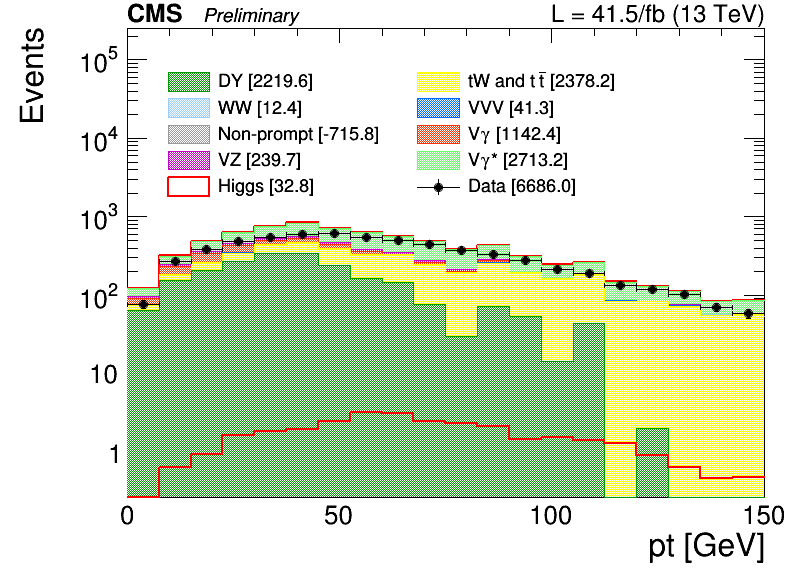 CMS Preliminary L = 41.5/fb (13 TeV)
Events
10^5
10^4
10^3
10^2
10
1
DY [2219.6]
WW [12.4]
Non-prompt [-715.8]
VZ [239.7]
Higgs [32.8]
tW and tt̄ [2378.2]
VVV [41.3]
Vγ [1142.4]
Vγ* [2713.2]
Data [6686.0]
0 50 100 150
pt [GeV]